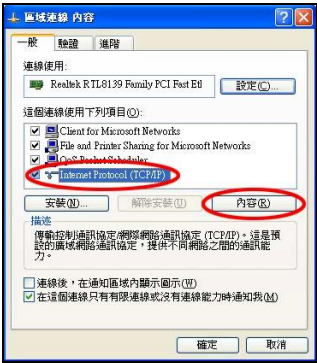 區域連線 內容
一般 驗證 進階
連線使用:
Realtek RTL8139 Family PCI Fast Etl
設定(C)...
這個連線使用下列項目(O):
Client for Microsoft Networks
File and Printer Sharing for Microsoft Networks
QoS Packet Scheduler
Internet Protocol (TCP/IP)
安裝(N)... 解除安裝(U) 內容(R)
描述
傳輸控制通訊協定/網際網路通訊協定 (TCP/IP)。這是預
設的廣域網路通訊協定，提供不同網路之間的通訊能
力。
連線後，在通知區域內顯示圖示(W)
在這個連線只有有限連線或沒有連線能力時通知我(M)
確定 取消